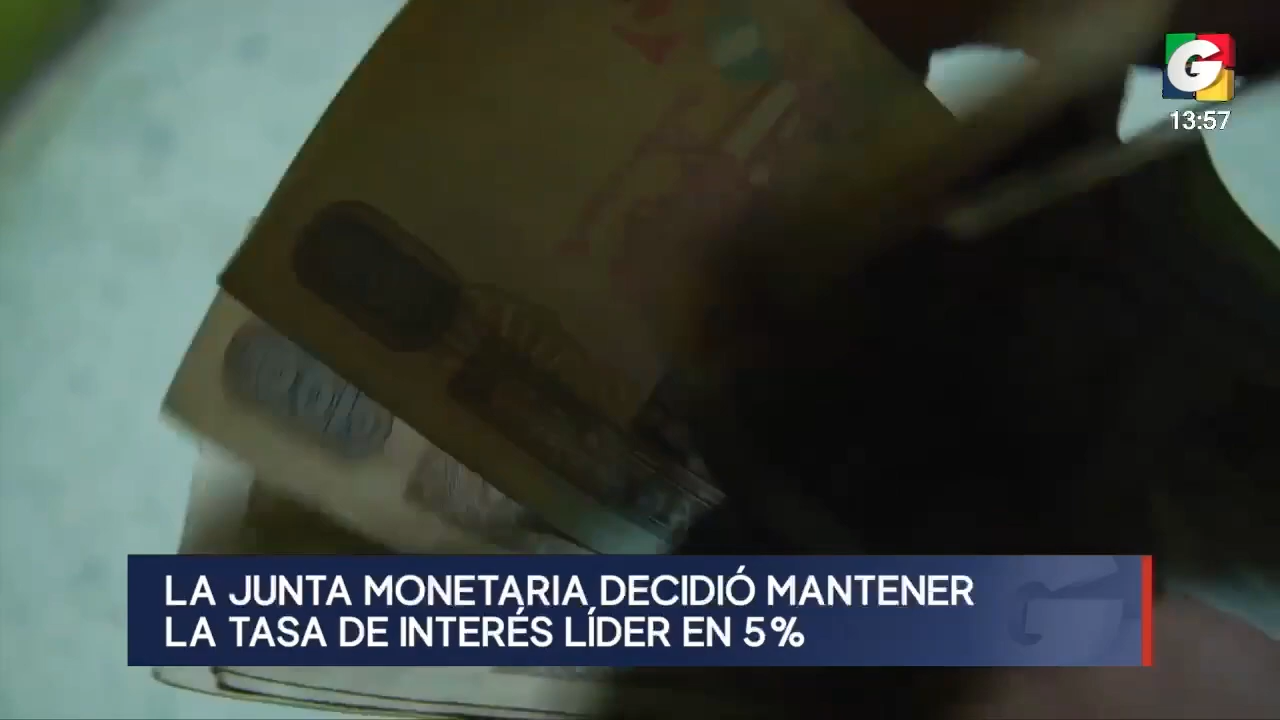 G
13:57
LA JUNTA MONETARIA DECIDIÓ MANTENER
LA TASA DE INTERÉS LÍDER EN 5%